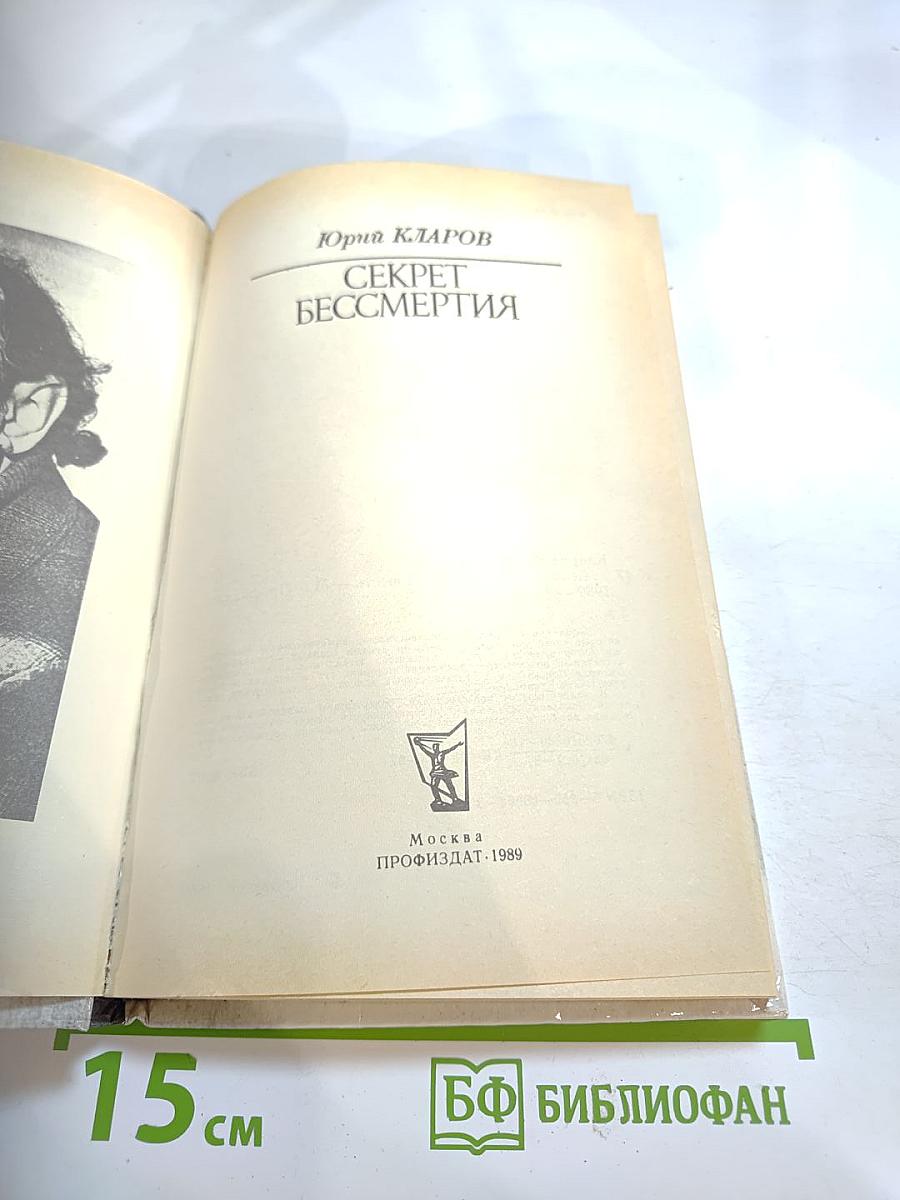 Юрий КЛАРОВ
СЕКРЕТ
БЕССМЕРТИЯ
Москва
ПРОФИЗДАТ · 1989
15 см
БФ БИБЛИОФАН